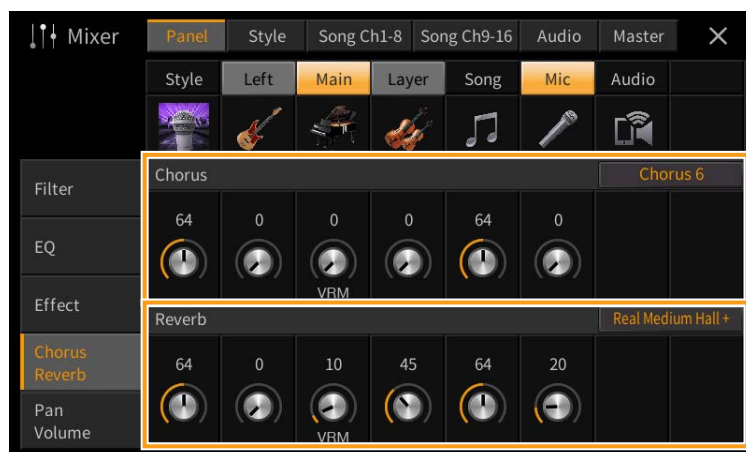 Mixer
Panel Style Song Ch1-8 Song Ch9-16 Audio Master
Style Left Main Layer Song Mic Audio
Filter
EQ
Effect
Chorus
Reverb
Pan
Volume
Chorus Chorus 6
64 0 0 0 64 0
VRM
Reverb Real Medium Hall +
64 0 10 45 64 20
VRM